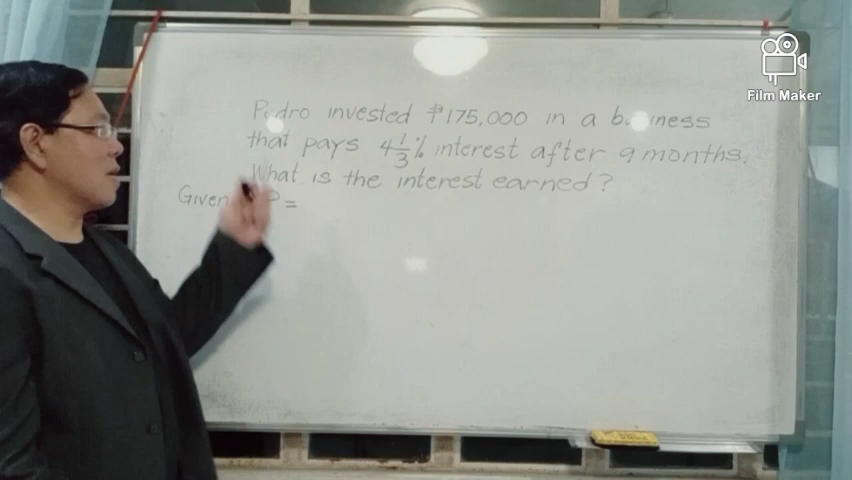 Pedro invested ₱175,000 in a business
that pays 4 1/3 % interest after 9 months.
What is the interest earned?
Given P =
Film Maker